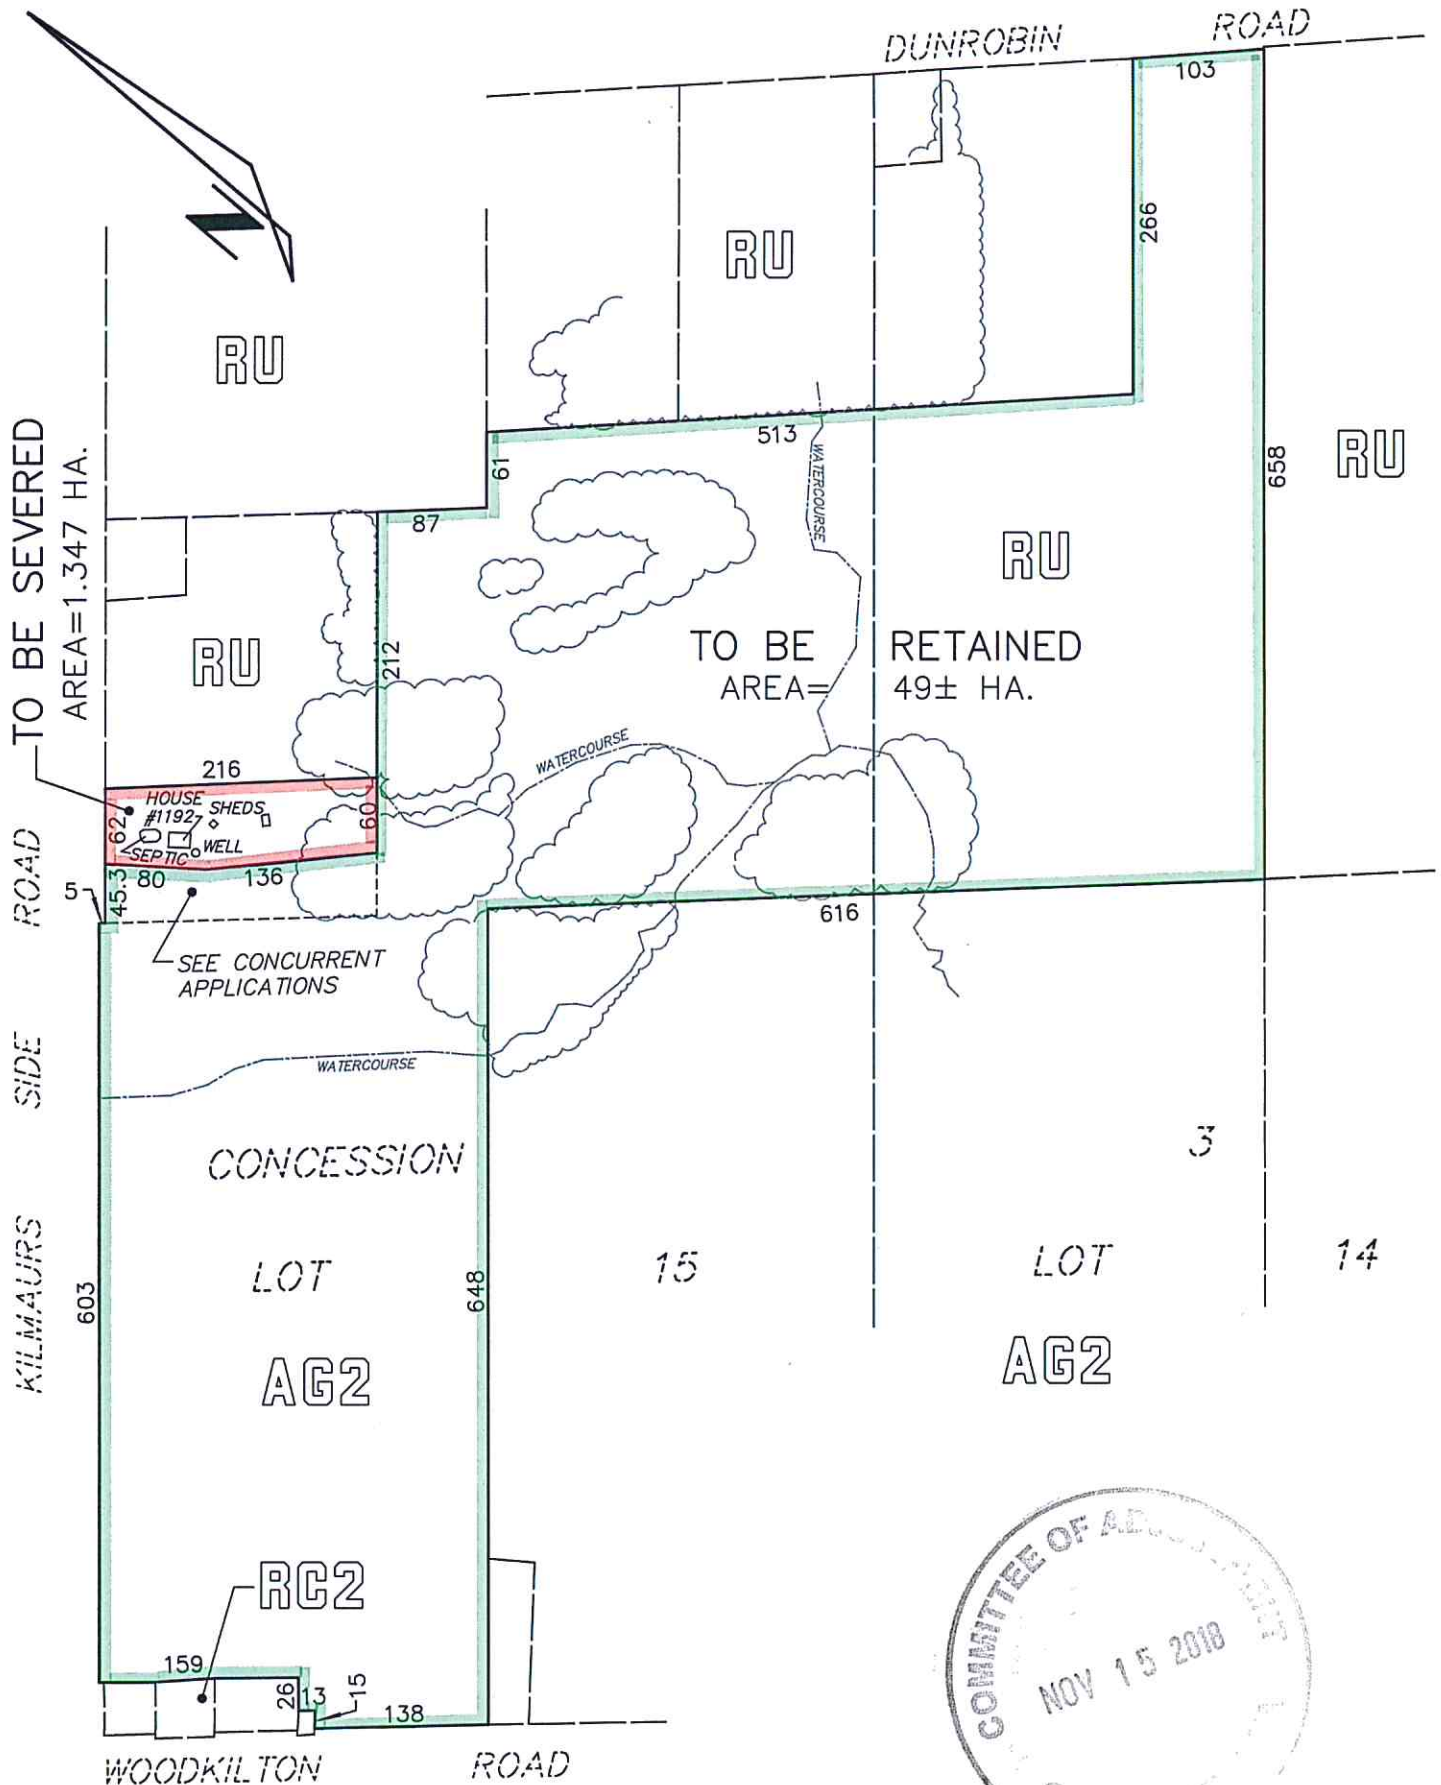 DUNROBIN ROAD
103
266
RU
RU
RU
658
513
61
87
WATERCOURSE
RU
TO BE SEVERED
AREA=1.347 HA.
RU
212
TO BE RETAINED
AREA= 49± HA.
WATERCOURSE
216
HOUSE
#1192
SHEDS
62
60
SEPTIC
WELL
5
45.3
80
136
616
SEE CONCURRENT
APPLICATIONS
WATERCOURSE
KILMAURS SIDE ROAD
CONCESSION 3
LOT 15
LOT 14
603
648
AG2
AG2
RC2
159
26
13
15
138
WOODKILTON ROAD
COMMITTEE OF
NOV 15 2018